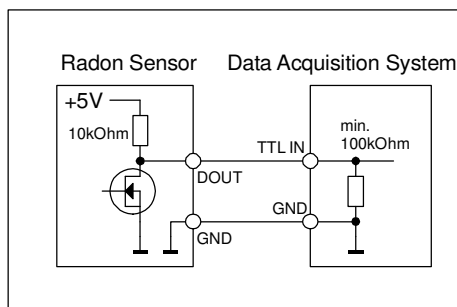 Radon Sensor
Data Acquisition System
+5V
10kOhm
min.
100kOhm
TTL IN
DOUT
GND
GND